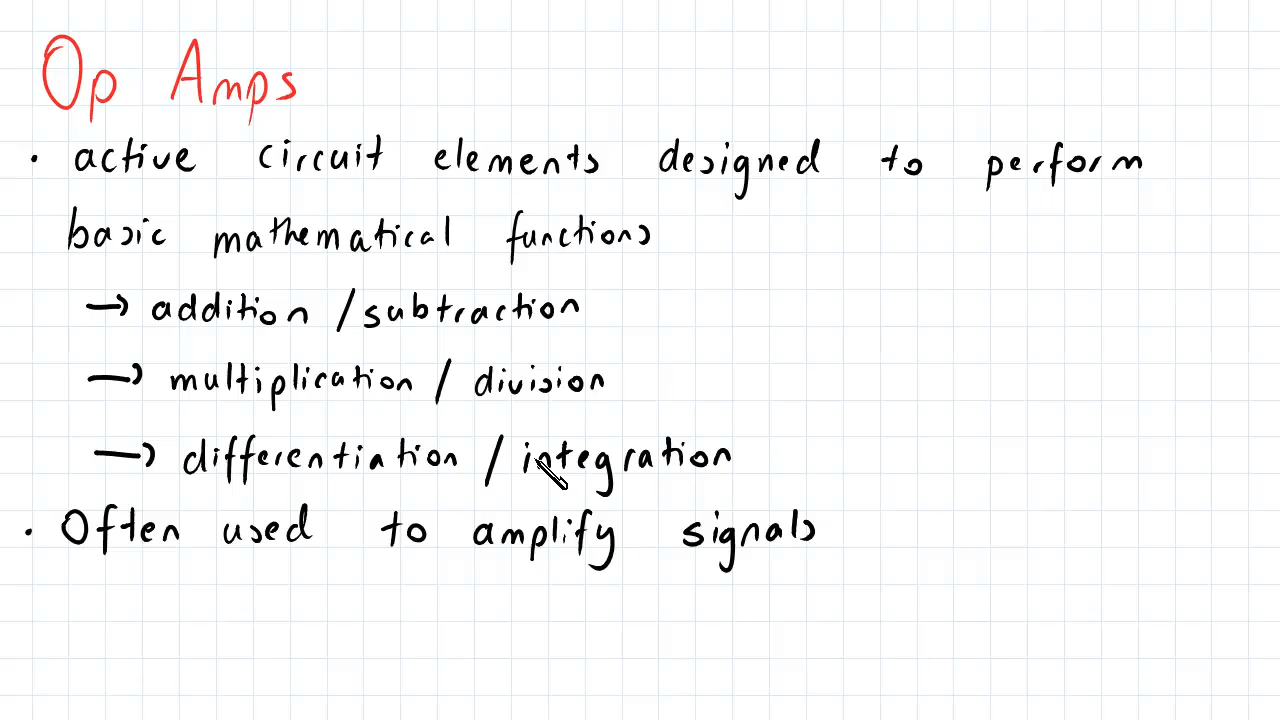 Op Amps
• active circuit elements designed to perform
basic mathematical functions
→ addition / subtraction
→ multiplication / division
→ differentiation / integration
• Often used to amplify signals